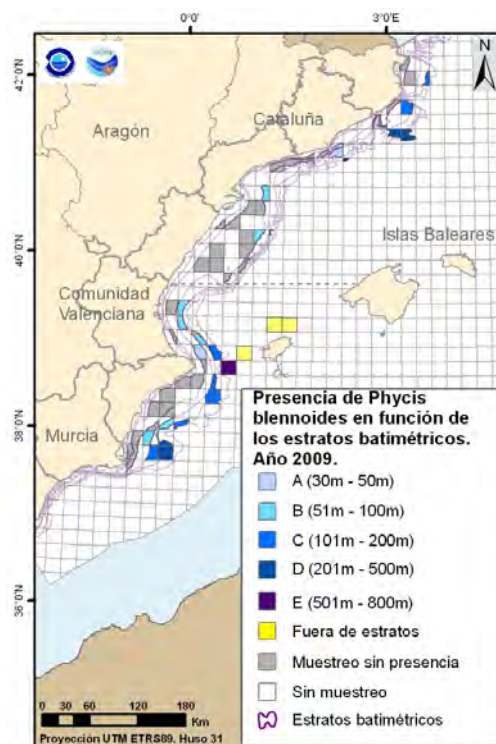 0°0'
3°0'E
N
42°0'N
Cataluña
Aragón
40°0'N
Islas Baleares
Comunidad
Valenciana
38°0'N
Murcia
36°0'N
Presencia de Phycis
blennoides en función de
los estratos batimétricos.
Año 2009.
A (30m - 50m)
B (51m - 100m)
C (101m - 200m)
D (201m - 500m)
E (501m - 800m)
Fuera de estratos
Muestreo sin presencia
Sin muestreo
Estratos batimétricos
0 30 60 120 180
Km
Proyección UTM ETRS89. Huso 31